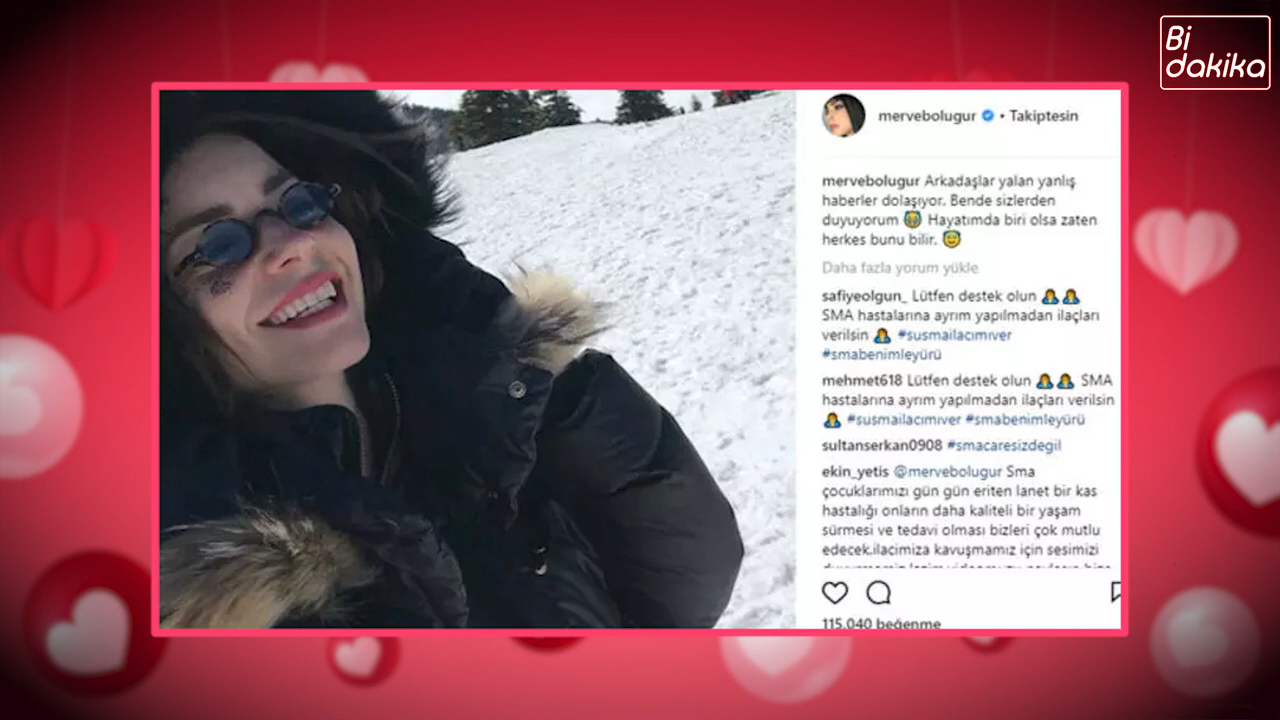 Bi
dakika
mervebolugur • Takiptesin
mervebolugur Arkadaşlar yalan yanlış
haberler dolaşıyor. Bende sizlerden
duyuyorum 😂 Hayatımda biri olsa zaten
herkes bunu bilir. 😇
Daha fazla yorum yükle
safiyeolgun_ Lütfen destek olun 🤦 🤦
SMA hastalarına ayrım yapılmadan ilaçları
verilsin 🤦 #susmailacımıver
#smabenimleyürü
mehmet618 Lütfen destek olun 🤦 🤦 SMA
hastalarına ayrım yapılmadan ilaçları verilsin
🤦 #susmailacımıver #smabenimleyürü
sultanserkan0908 #smacaresizdegil
ekin_yetis @mervebolugur Sma
çocuklarımızı gün gün eriten lanet bir kas
hastalığı onların daha kaliteli bir yaşam
sürmesi ve tedavi olması bizleri çok mutlu
edecek.ilacimiza kavuşmamız için sesimizi
115.040 beğenme